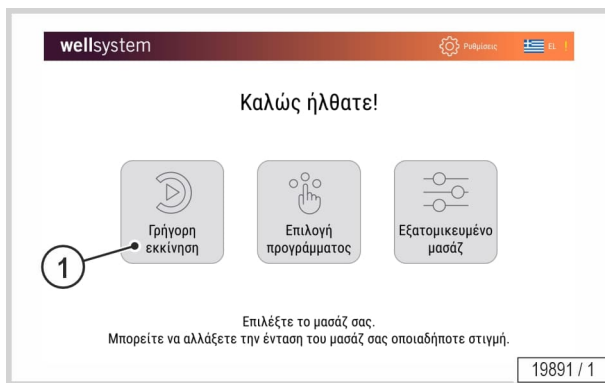 wellsystem
Ρυθμίσεις
EL !
Καλώς ήλθατε!
Γρήγορη
εκκίνηση
Επιλογή
προγράμματος
Εξατομικευμένο
μασάζ
1
Επιλέξτε το μασάζ σας.
Μπορείτε να αλλάξετε την ένταση του μασάζ σας οποιαδήποτε στιγμή.
19891 / 1